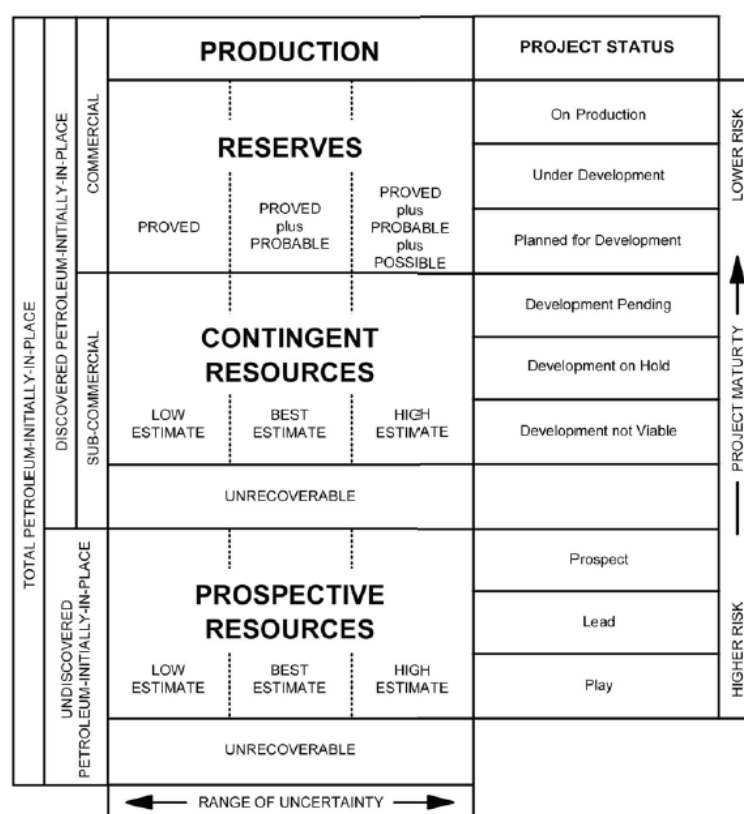 PRODUCTION
PROJECT STATUS
TOTAL PETROLEUM-INITIALLY-IN-PLACE
DISCOVERED PETROLEUM-INITIALLY-IN-PLACE
COMMERCIAL
RESERVES
PROVED
PROVED
plus
PROBABLE
PROVED
plus
PROBABLE
plus
POSSIBLE
On Production
Under Development
Planned for Development
LOWER RISK
SUB-COMMERCIAL
CONTINGENT
RESOURCES
LOW
ESTIMATE
BEST
ESTIMATE
HIGH
ESTIMATE
Development Pending
Development on Hold
Development not Viable
PROJECT MATURTY
UNRECOVERABLE
UNDISCOVERED
PETROLEUM-INITIALLY-IN-PLACE
PROSPECTIVE
RESOURCES
LOW
ESTIMATE
BEST
ESTIMATE
HIGH
ESTIMATE
Prospect
Lead
Play
HIGHER RISK
UNRECOVERABLE
RANGE OF UNCERTAINTY